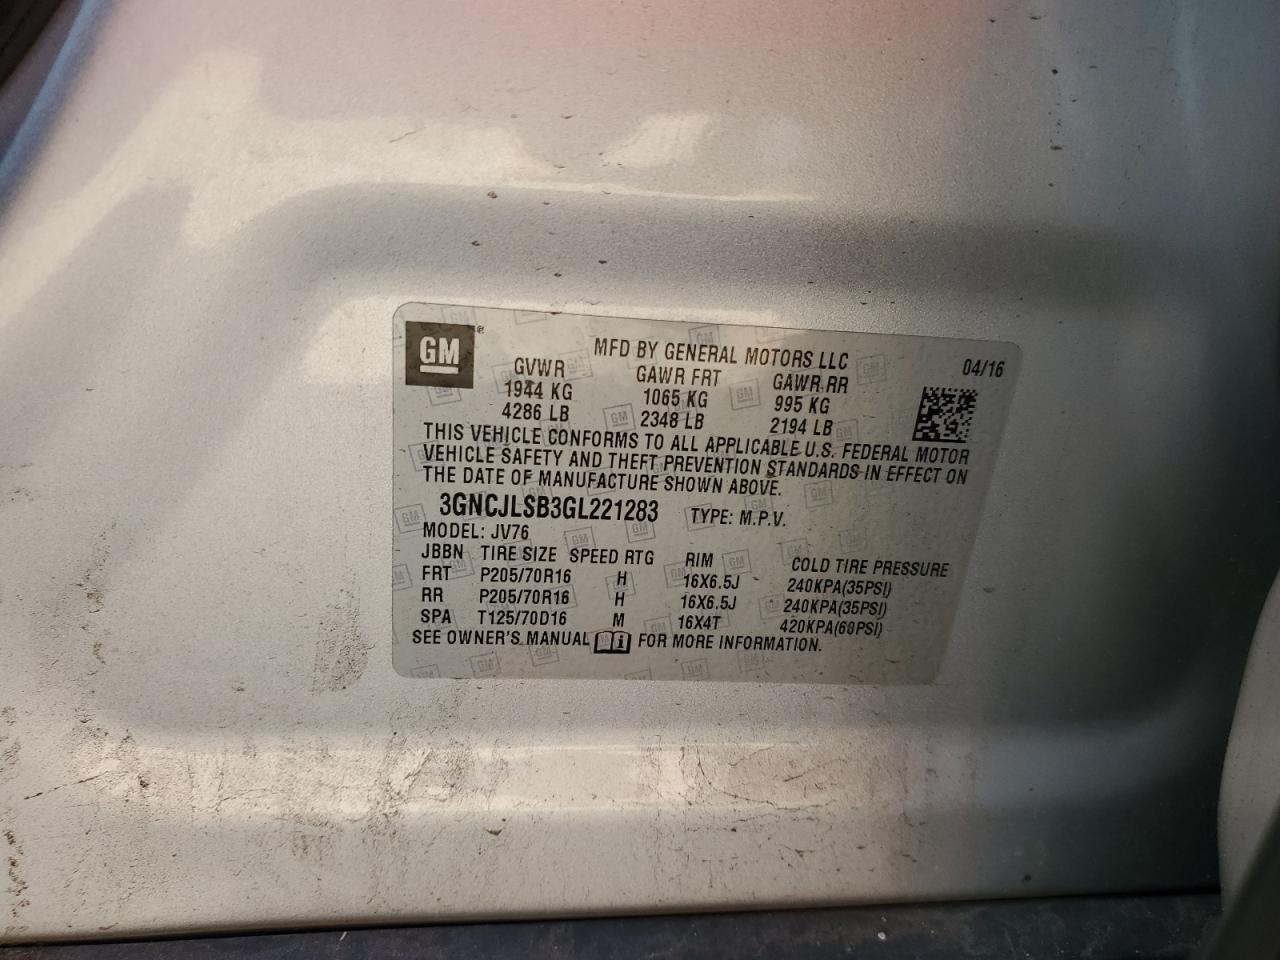 GM ®
MFD BY GENERAL MOTORS LLC 04/16
GVWR GAWR FRT GAWR RR
1944 KG 1065 KG 995 KG
4286 LB 2348 LB 2194 LB
THIS VEHICLE CONFORMS TO ALL APPLICABLE U.S. FEDERAL MOTOR
VEHICLE SAFETY AND THEFT PREVENTION STANDARDS IN EFFECT ON
THE DATE OF MANUFACTURE SHOWN ABOVE.
3GNCJLSB3GL221283 TYPE: M.P.V.
MODEL: JV76
JBBN TIRE SIZE SPEED RTG RIM COLD TIRE PRESSURE
FRT P205/70R16 H 16X6.5J 240KPA(35PSI)
RR P205/70R16 H 16X6.5J 240KPA(35PSI)
SPA T125/70D16 M 16X4T 420KPA(60PSI)
SEE OWNER'S MANUAL i FOR MORE INFORMATION.